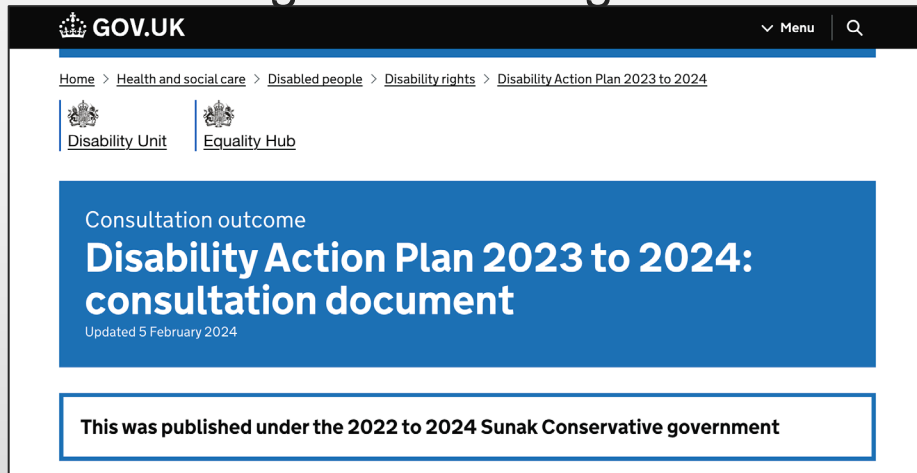 GOV.UK
Menu
Home > Health and social care > Disabled people > Disability rights > Disability Action Plan 2023 to 2024
Disability Unit Equality Hub
Consultation outcome
Disability Action Plan 2023 to 2024:
consultation document
Updated 5 February 2024
This was published under the 2022 to 2024 Sunak Conservative government